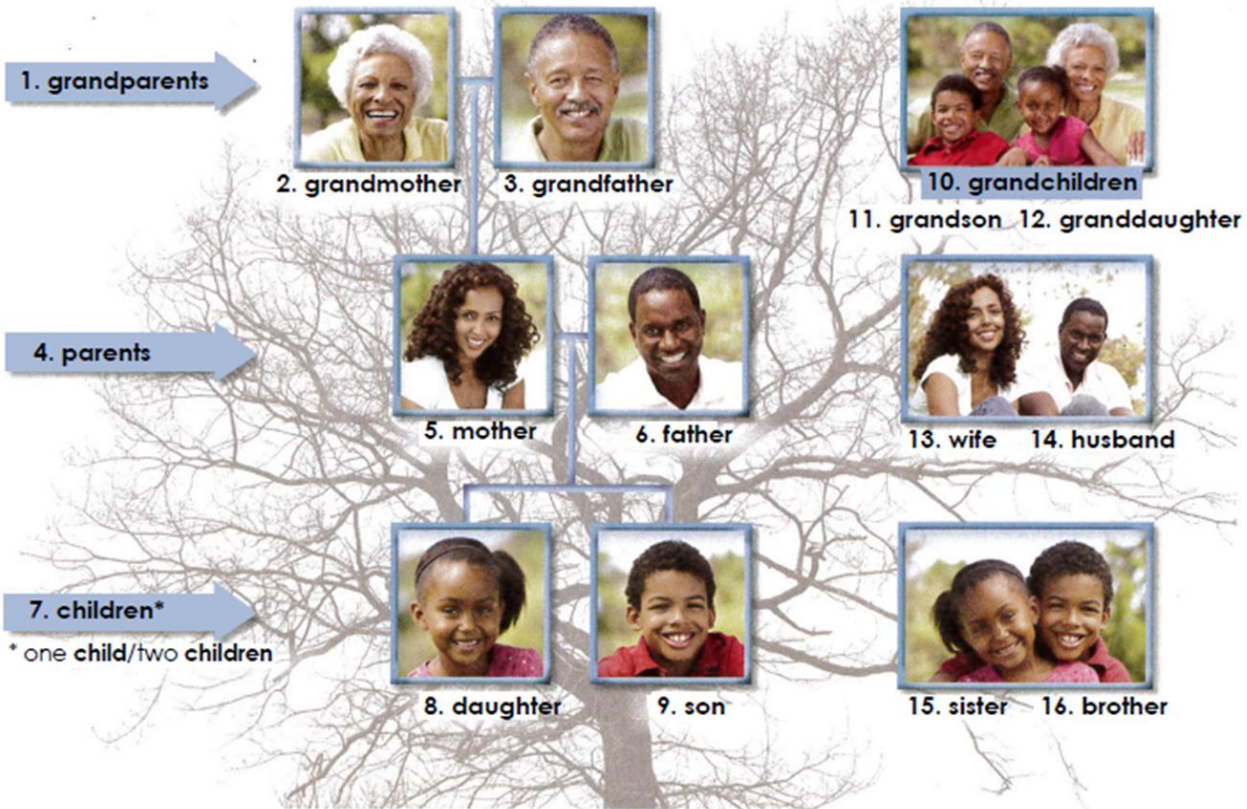 1. grandparents
2. grandmother
3. grandfather
10. grandchildren
11. grandson 12. granddaughter
4. parents
5. mother
6. father
13. wife
14. husband
7. children*
* one child/two children
8. daughter
9. son
15. sister
16. brother